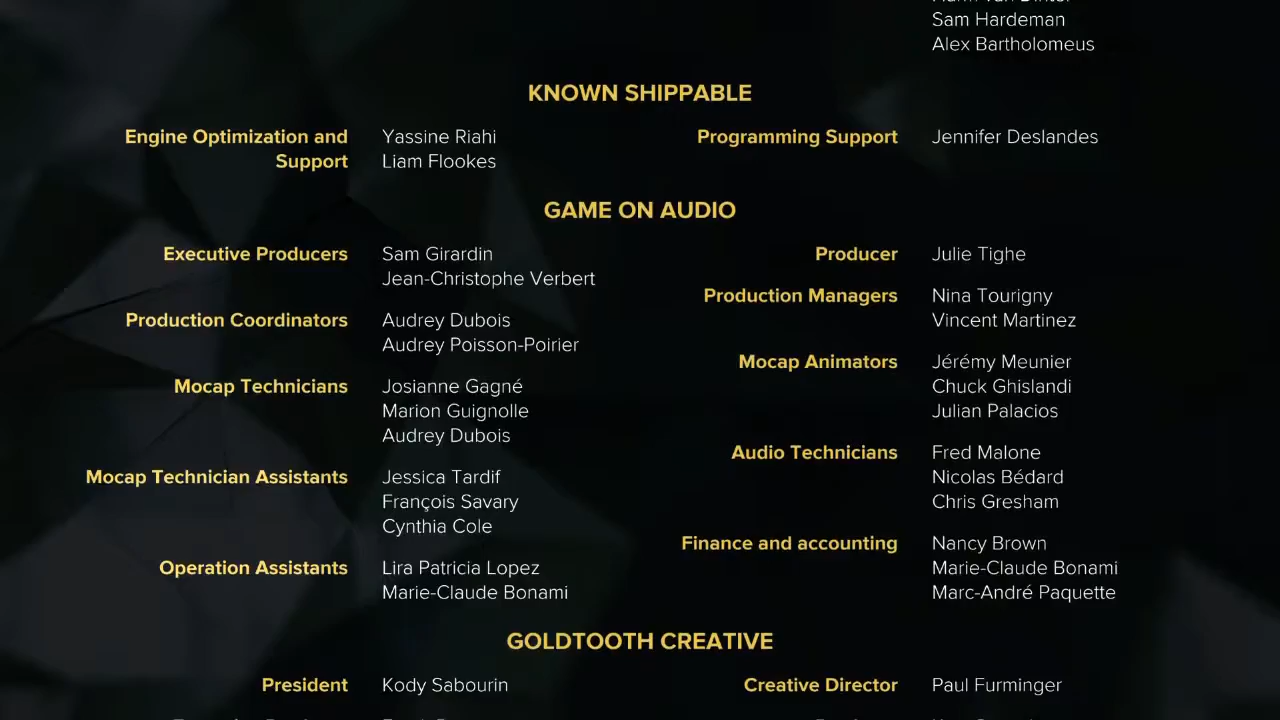 Sam Hardeman
Alex Bartholomeus
KNOWN SHIPPABLE
Engine Optimization and
Support
Yassine Riahi
Liam Flookes
Programming Support
Jennifer Deslandes
GAME ON AUDIO
Executive Producers
Sam Girardin
Jean-Christophe Verbert
Producer
Julie Tighe
Production Coordinators
Audrey Dubois
Audrey Poisson-Poirier
Production Managers
Nina Tourigny
Vincent Martinez
Mocap Technicians
Josianne Gagné
Marion Guignolle
Audrey Dubois
Mocap Animators
Jérémy Meunier
Chuck Ghislandi
Julian Palacios
Mocap Technician Assistants
Jessica Tardif
François Savary
Cynthia Cole
Audio Technicians
Fred Malone
Nicolas Bédard
Chris Gresham
Operation Assistants
Lira Patricia Lopez
Marie-Claude Bonami
Finance and accounting
Nancy Brown
Marie-Claude Bonami
Marc-André Paquette
GOLDTOOTH CREATIVE
President
Kody Sabourin
Creative Director
Paul Furminger